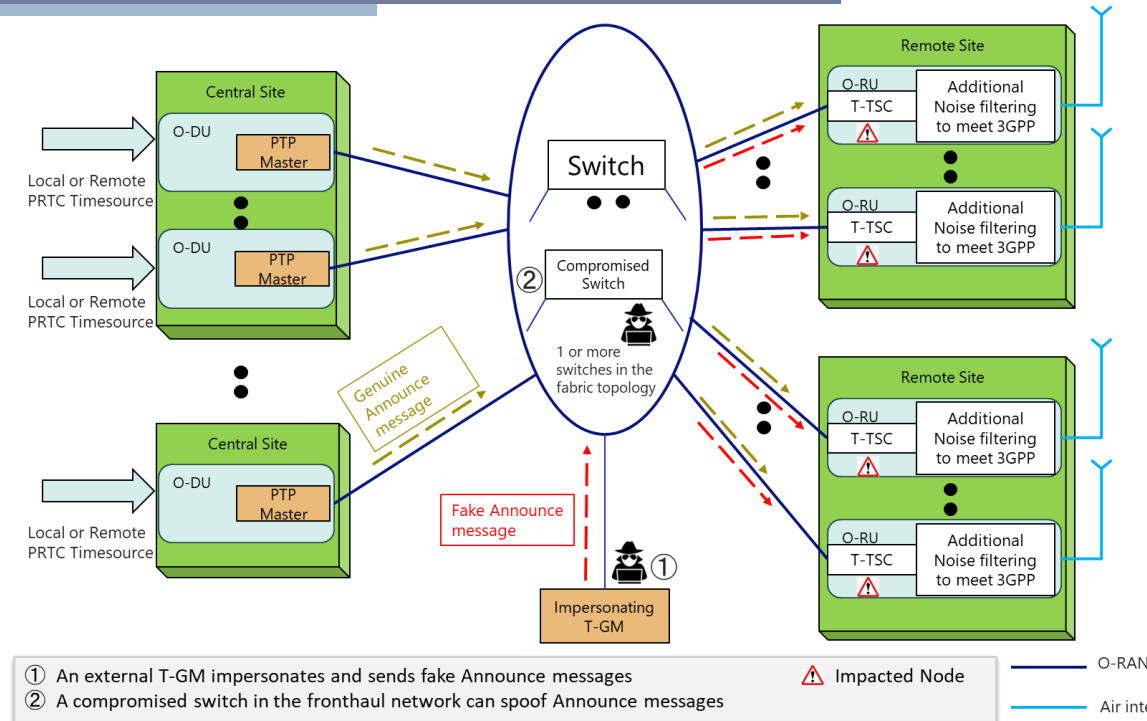 Central Site
O-DU
PTP
Master
Local or Remote
PRTC Timesource
O-DU
PTP
Master
Local or Remote
PRTC Timesource
Central Site
O-DU
PTP
Master
Local or Remote
PRTC Timesource
Genuine
Announce
message
Switch
②
Compromised
Switch
1 or more
switches in the
fabric topology
Fake Announce
message
①
Impersonating
T-GM
Remote Site
O-RU
T-TSC
Additional
Noise filtering
to meet 3GPP
O-RU
T-TSC
Additional
Noise filtering
to meet 3GPP
Remote Site
O-RU
T-TSC
Additional
Noise filtering
to meet 3GPP
O-RU
T-TSC
Additional
Noise filtering
to meet 3GPP
① An external T-GM impersonates and sends fake Announce messages
② A compromised switch in the fronthaul network can spoof Announce messages
Impacted Node
O-RAN
Air